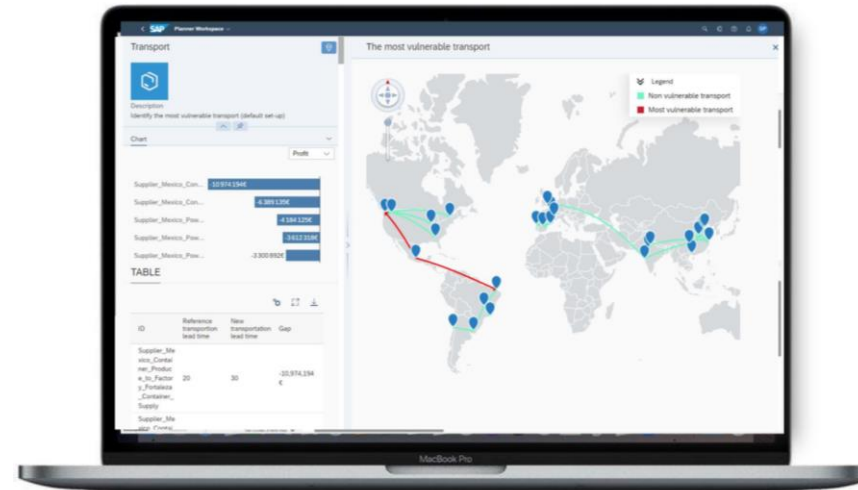 SAP Planner Workspace
Transport
Description
Identify the most vulnerable transport (default set up)
Chart
Profit
Supplier_Mexico_Con... -10 974 194€
Supplier_Mexico_Con... -6 389 135€
Supplier_Mexico_Pow... -4 184 125€
Supplier_Mexico_Pow... -3 612 318€
Supplier_Mexico_Pow... -3 300 892€
TABLE
ID
Reference
transportion
lead time
New
transportation
lead time
Gap
Supplier_Me
xico_Contai
ner_Produc
e_to_Factor
y_Fortaleza
_Container_
Supply
20
30
-10,974,194
€
Supplier_Me
xico_Contai
The most vulnerable transport
Legend
Non vulnerable transport
Most vulnerable transport
MacBook Pro